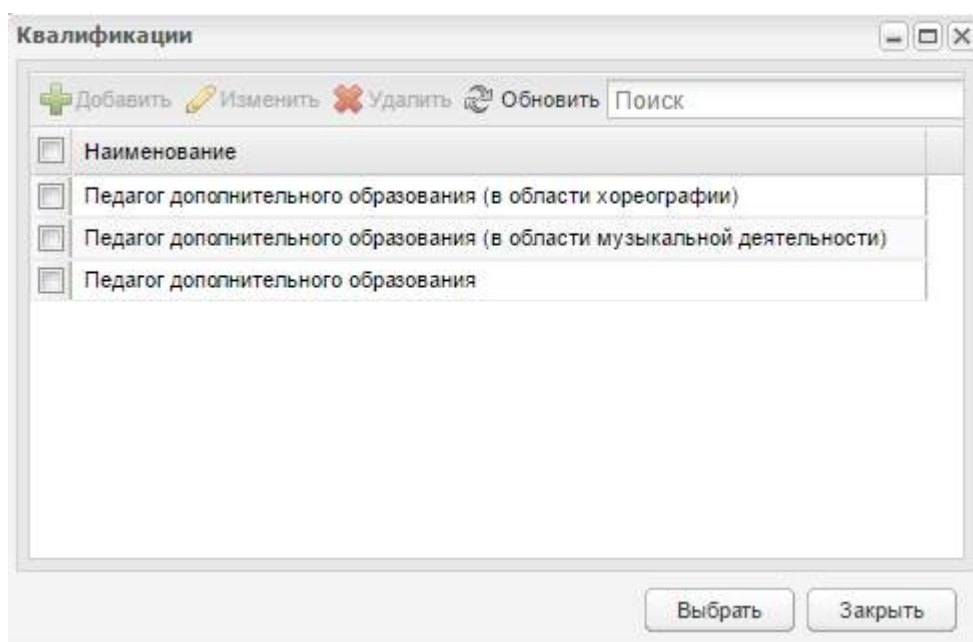 Квалификации
Добавить Изменить Удалить Обновить Поиск
Наименование
Педагог дополнительного образования (в области хореографии)
Педагог дополнительного образования (в области музыкальной деятельности)
Педагог дополнительного образования
Выбрать Закрыть